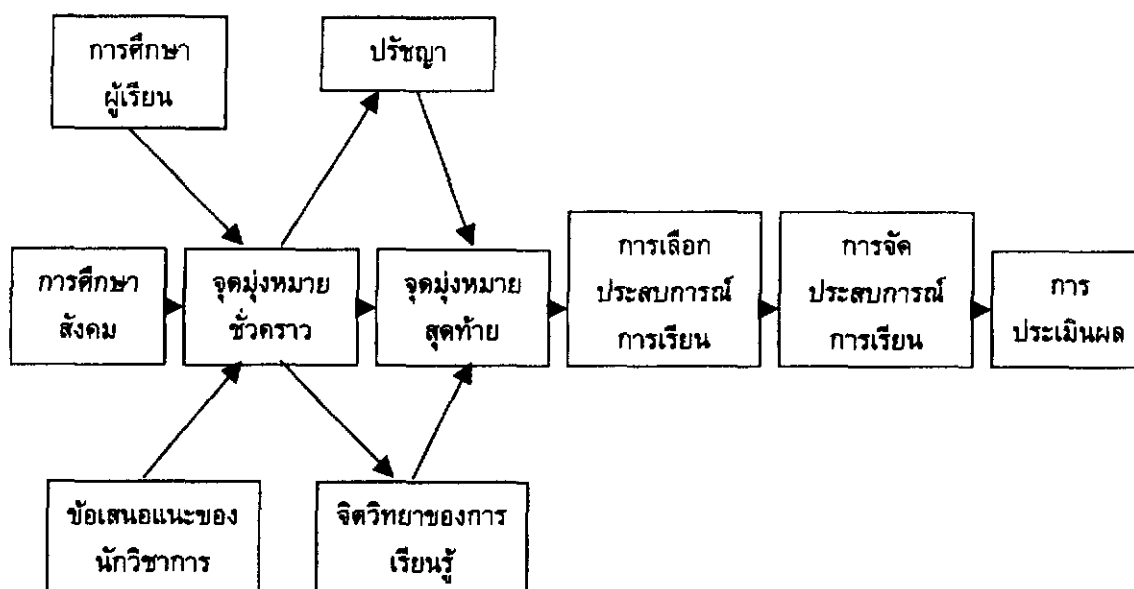 การศึกษา
ผู้เรียน
ปรัชญา
การศึกษา
สังคม
จุดมุ่งหมาย
ชั่วคราว
จุดมุ่งหมาย
สุดท้าย
การเลือก
ประสบการณ์
การเรียน
การจัด
ประสบการณ์
การเรียน
การ
ประเมินผล
ข้อเสนอแนะของ
นักวิชาการ
จิตวิทยาของการ
เรียนรู้